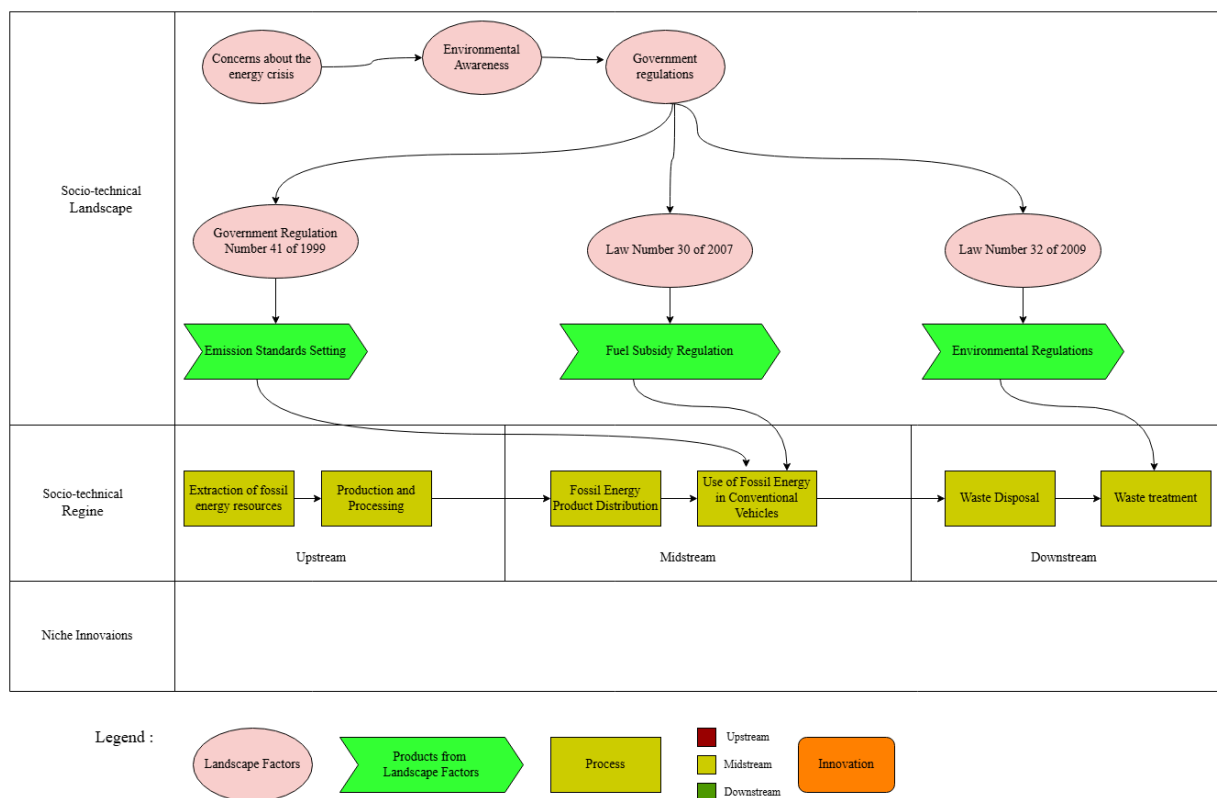 Concerns about the
energy crisis
Environmental
Awareness
Government
regulations
Socio-technical
Landscape
Government Regulation
Number 41 of 1999
Law Number 30 of 2007
Law Number 32 of 2009
Emission Standards Setting
Fuel Subsidy Regulation
Environmental Regulations
Socio-technical
Regine
Extraction of fossil
energy resources
Production and
Processing
Fossil Energy
Product Distribution
Use of Fossil Energy
in Conventional
Vehicles
Waste Disposal
Waste treatment
Upstream
Midstream
Downstream
Niche Innovaions
Legend :
Landscape Factors
Products from
Landscape Factors
Process
Upstream
Midstream
Downstream
Innovation